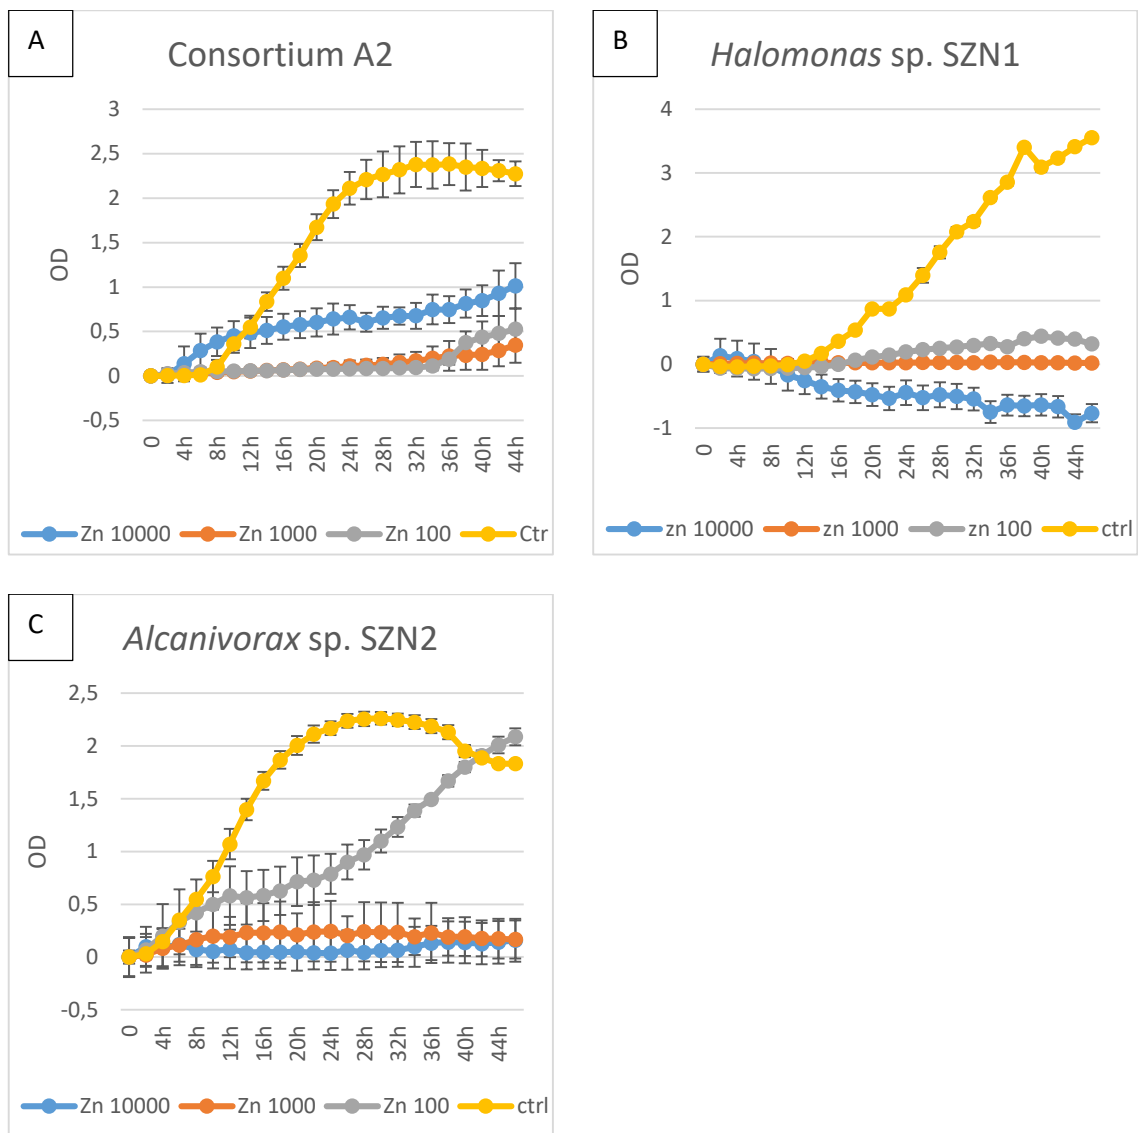 A
Consortium A2
3
2,5
2
1,5
1
0,5
0
-0,5
OD
0 4h 8h 12h 16h 20h 24h 28h 32h 36h 40h 44h
Zn 10000 Zn 1000 Zn 100 Ctr
B
Halomonas sp. SZN1
4
3
2
1
0
-1
OD
0 4h 8h 12h 16h 20h 24h 28h 32h 36h 40h 44h
zn 10000 zn 1000 zn 100 ctrl
C
Alcanivorax sp. SZN2
2,5
2
1,5
1
0,5
0
-0,5
OD
0 4h 8h 12h 16h 20h 24h 28h 32h 36h 40h 44h
Zn 10000 Zn 1000 Zn 100 ctrl